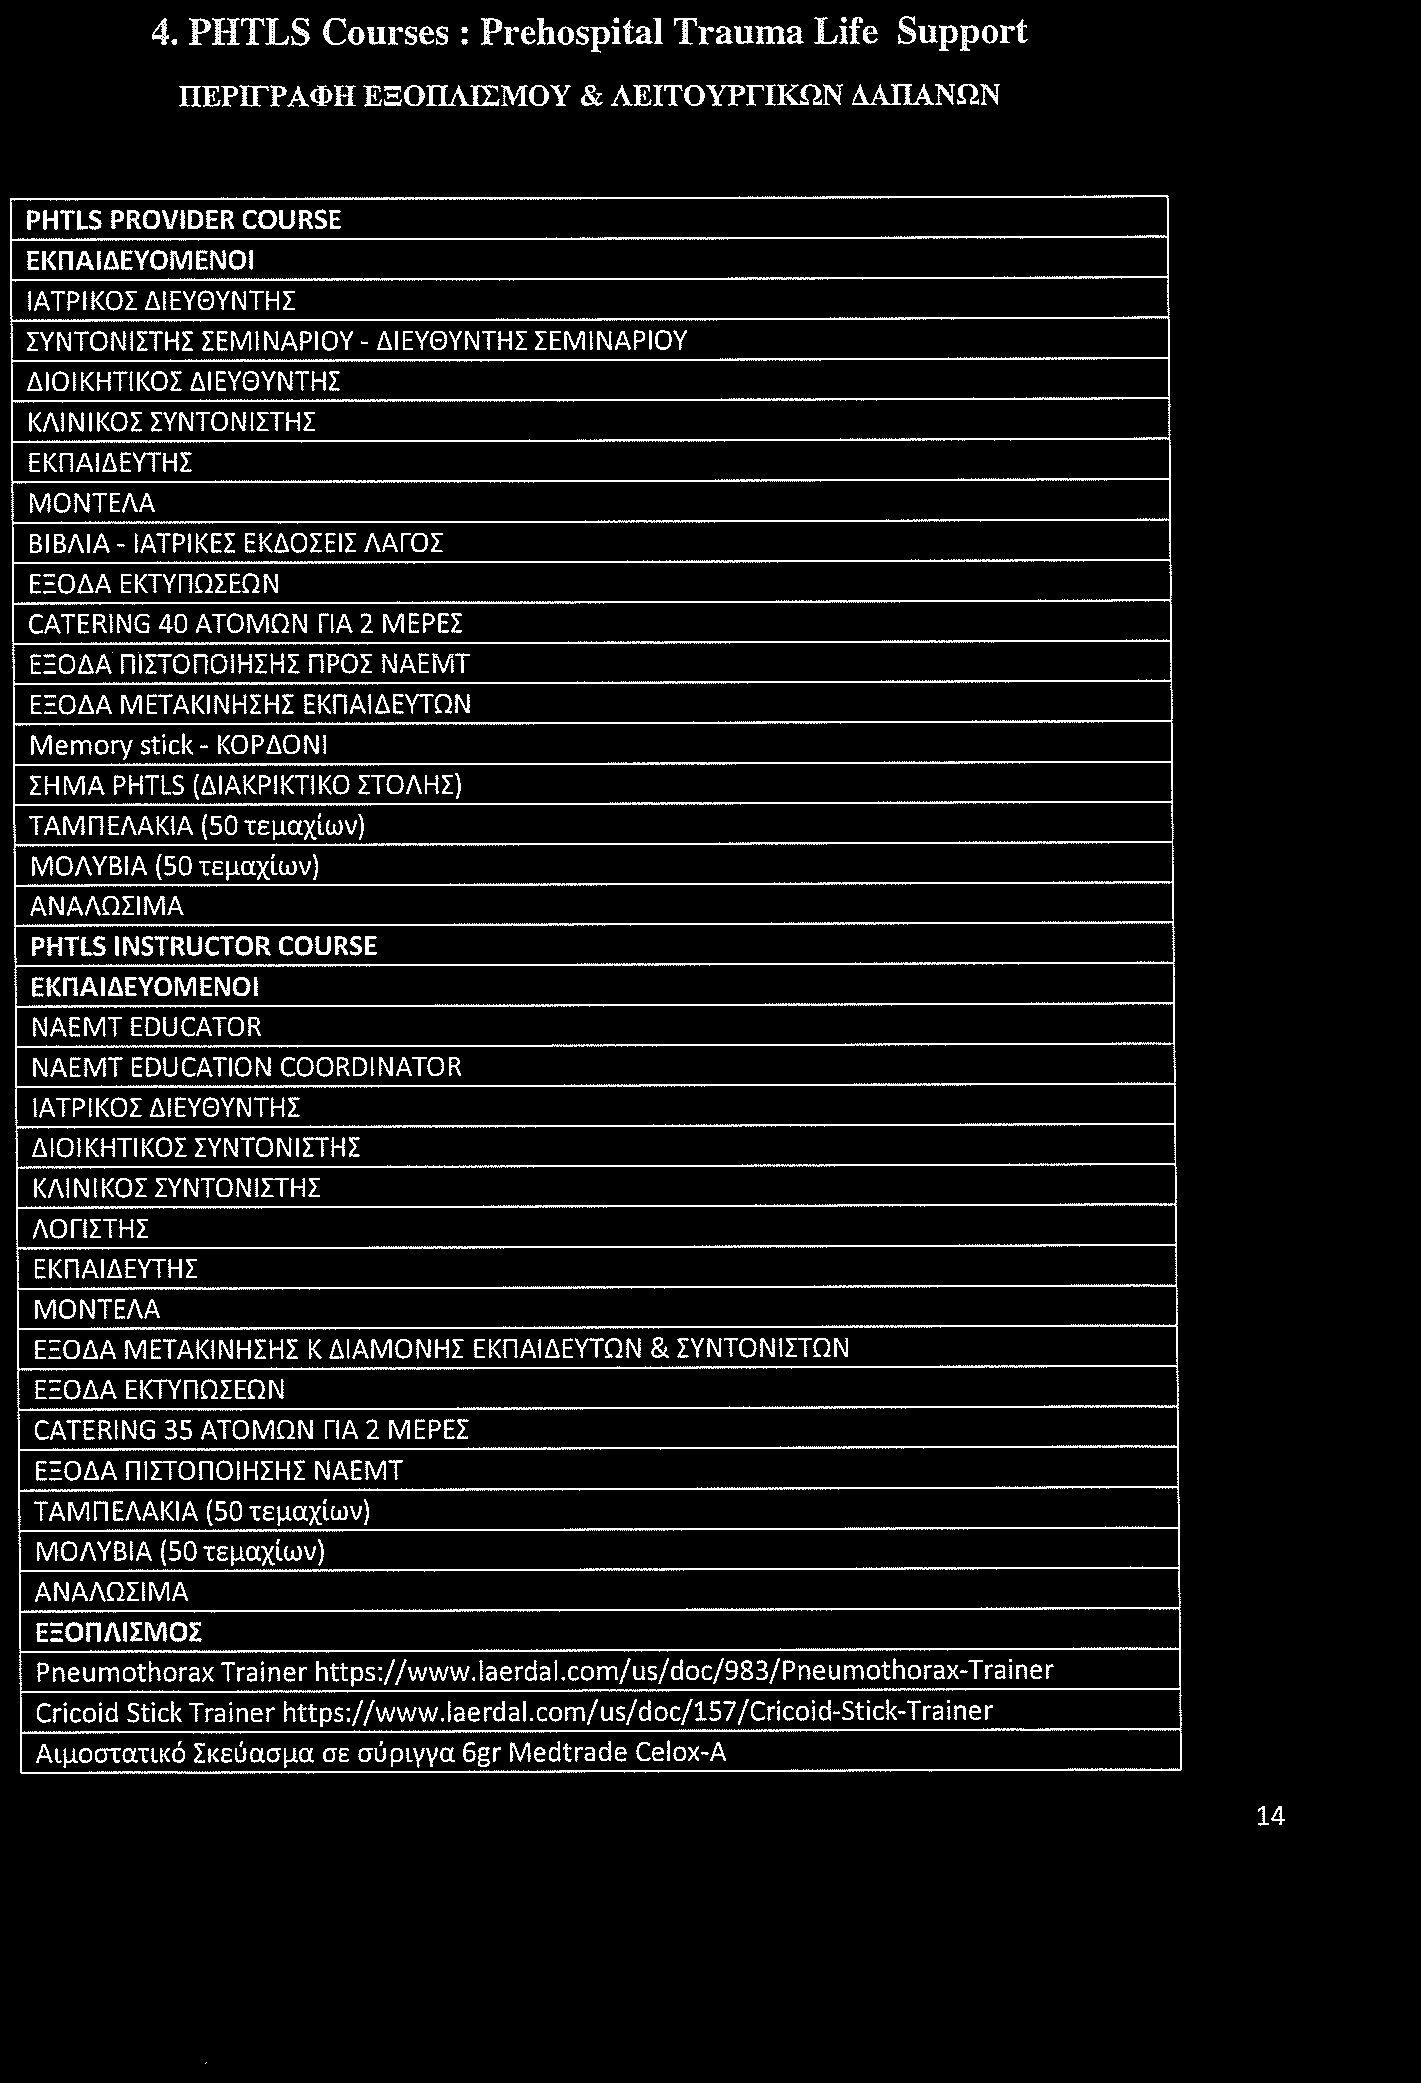 4. PHTLS Courses : Prehospital Trauma Life Support
ΠΕΡΙΓΡΑΦΗ ΕΞΟΠΛΙΣΜΟΥ & ΛΕΙΤΟΥΡΓΙΚΩΝ ΔΑΠΑΝΩΝ
PHTLS PROVIDER COURSE
ΕΚΠΑΙΔΕΥΟΜΕΝΟΙ
ΙΑΤΡΙΚΟΣ ΔΙΕΥΘΥΝΤΗΣ
ΣΥΝΤΟΝΙΣΤΗΣ ΣΕΜΙΝΑΡΙΟΥ - ΔΙΕΥΘΥΝΤΗΣ ΣΕΜΙΝΑΡΙΟΥ
ΔΙΟΙΚΗΤΙΚΟΣ ΔΙΕΥΘΥΝΤΗΣ
ΚΛΙΝΙΚΟΣ ΣΥΝΤΟΝΙΣΤΗΣ
ΕΚΠΑΙΔΕΥΤΗΣ
ΜΟΝΤΕΛΑ
ΒΙΒΛΙΑ - ΙΑΤΡΙΚΕΣ ΕΚΔΟΣΕΙΣ ΛΑΓΟΣ
ΕΞΟΔΑ ΕΚΤΥΠΩΣΕΩΝ
CATERING 40 ΑΤΟΜΩΝ ΓΙΑ 2 ΜΕΡΕΣ
ΕΞΟΔΑ ΠΙΣΤΟΠΟΙΗΣΗΣ ΠΡΟΣ NAEMT
ΕΞΟΔΑ ΜΕΤΑΚΙΝΗΣΗΣ ΕΚΠΑΙΔΕΥΤΩΝ
Memory stick - ΚΟΡΔΟΝΙ
ΣΗΜΑ PHTLS (ΔΙΑΚΡΙΚΤΙΚΟ ΣΤΟΛΗΣ)
ΤΑΜΠΕΛΑΚΙΑ (50 τεμαχίων)
ΜΟΛΥΒΙΑ (50 τεμαχίων)
ΑΝΑΛΩΣΙΜΑ
PHTLS INSTRUCTOR COURSE
ΕΚΠΑΙΔΕΥΟΜΕΝΟΙ
NAEMT EDUCATOR
NAEMT EDUCATION COORDINATOR
ΙΑΤΡΙΚΟΣ ΔΙΕΥΘΥΝΤΗΣ
ΔΙΟΙΚΗΤΙΚΟΣ ΣΥΝΤΟΝΙΣΤΗΣ
ΚΛΙΝΙΚΟΣ ΣΥΝΤΟΝΙΣΤΗΣ
ΛΟΓΙΣΤΗΣ
ΕΚΠΑΙΔΕΥΤΗΣ
ΜΟΝΤΕΛΑ
ΕΞΟΔΑ ΜΕΤΑΚΙΝΗΣΗΣ Κ ΔΙΑΜΟΝΗΣ ΕΚΠΑΙΔΕΥΤΩΝ & ΣΥΝΤΟΝΙΣΤΩΝ
ΕΞΟΔΑ ΕΚΤΥΠΩΣΕΩΝ
CATERING 35 ΑΤΟΜΩΝ ΓΙΑ 2 ΜΕΡΕΣ
ΕΞΟΔΑ ΠΙΣΤΟΠΟΙΗΣΗΣ NAEMT
ΤΑΜΠΕΛΑΚΙΑ (50 τεμαχίων)
ΜΟΛΥΒΙΑ (50 τεμαχίων)
ΑΝΑΛΩΣΙΜΑ
ΕΞΟΠΛΙΣΜΟΣ
Pneumothorax Trainer https://www.laerdal.com/us/doc/983/Pneumothorax-Trainer
Cricoid Stick Trainer https://www.laerdal.com/us/doc/157/Cricoid-Stick-Trainer
Αιμοστατικό Σκεύασμα σε σύριγγα 6gr Medtrade Celox-A
14